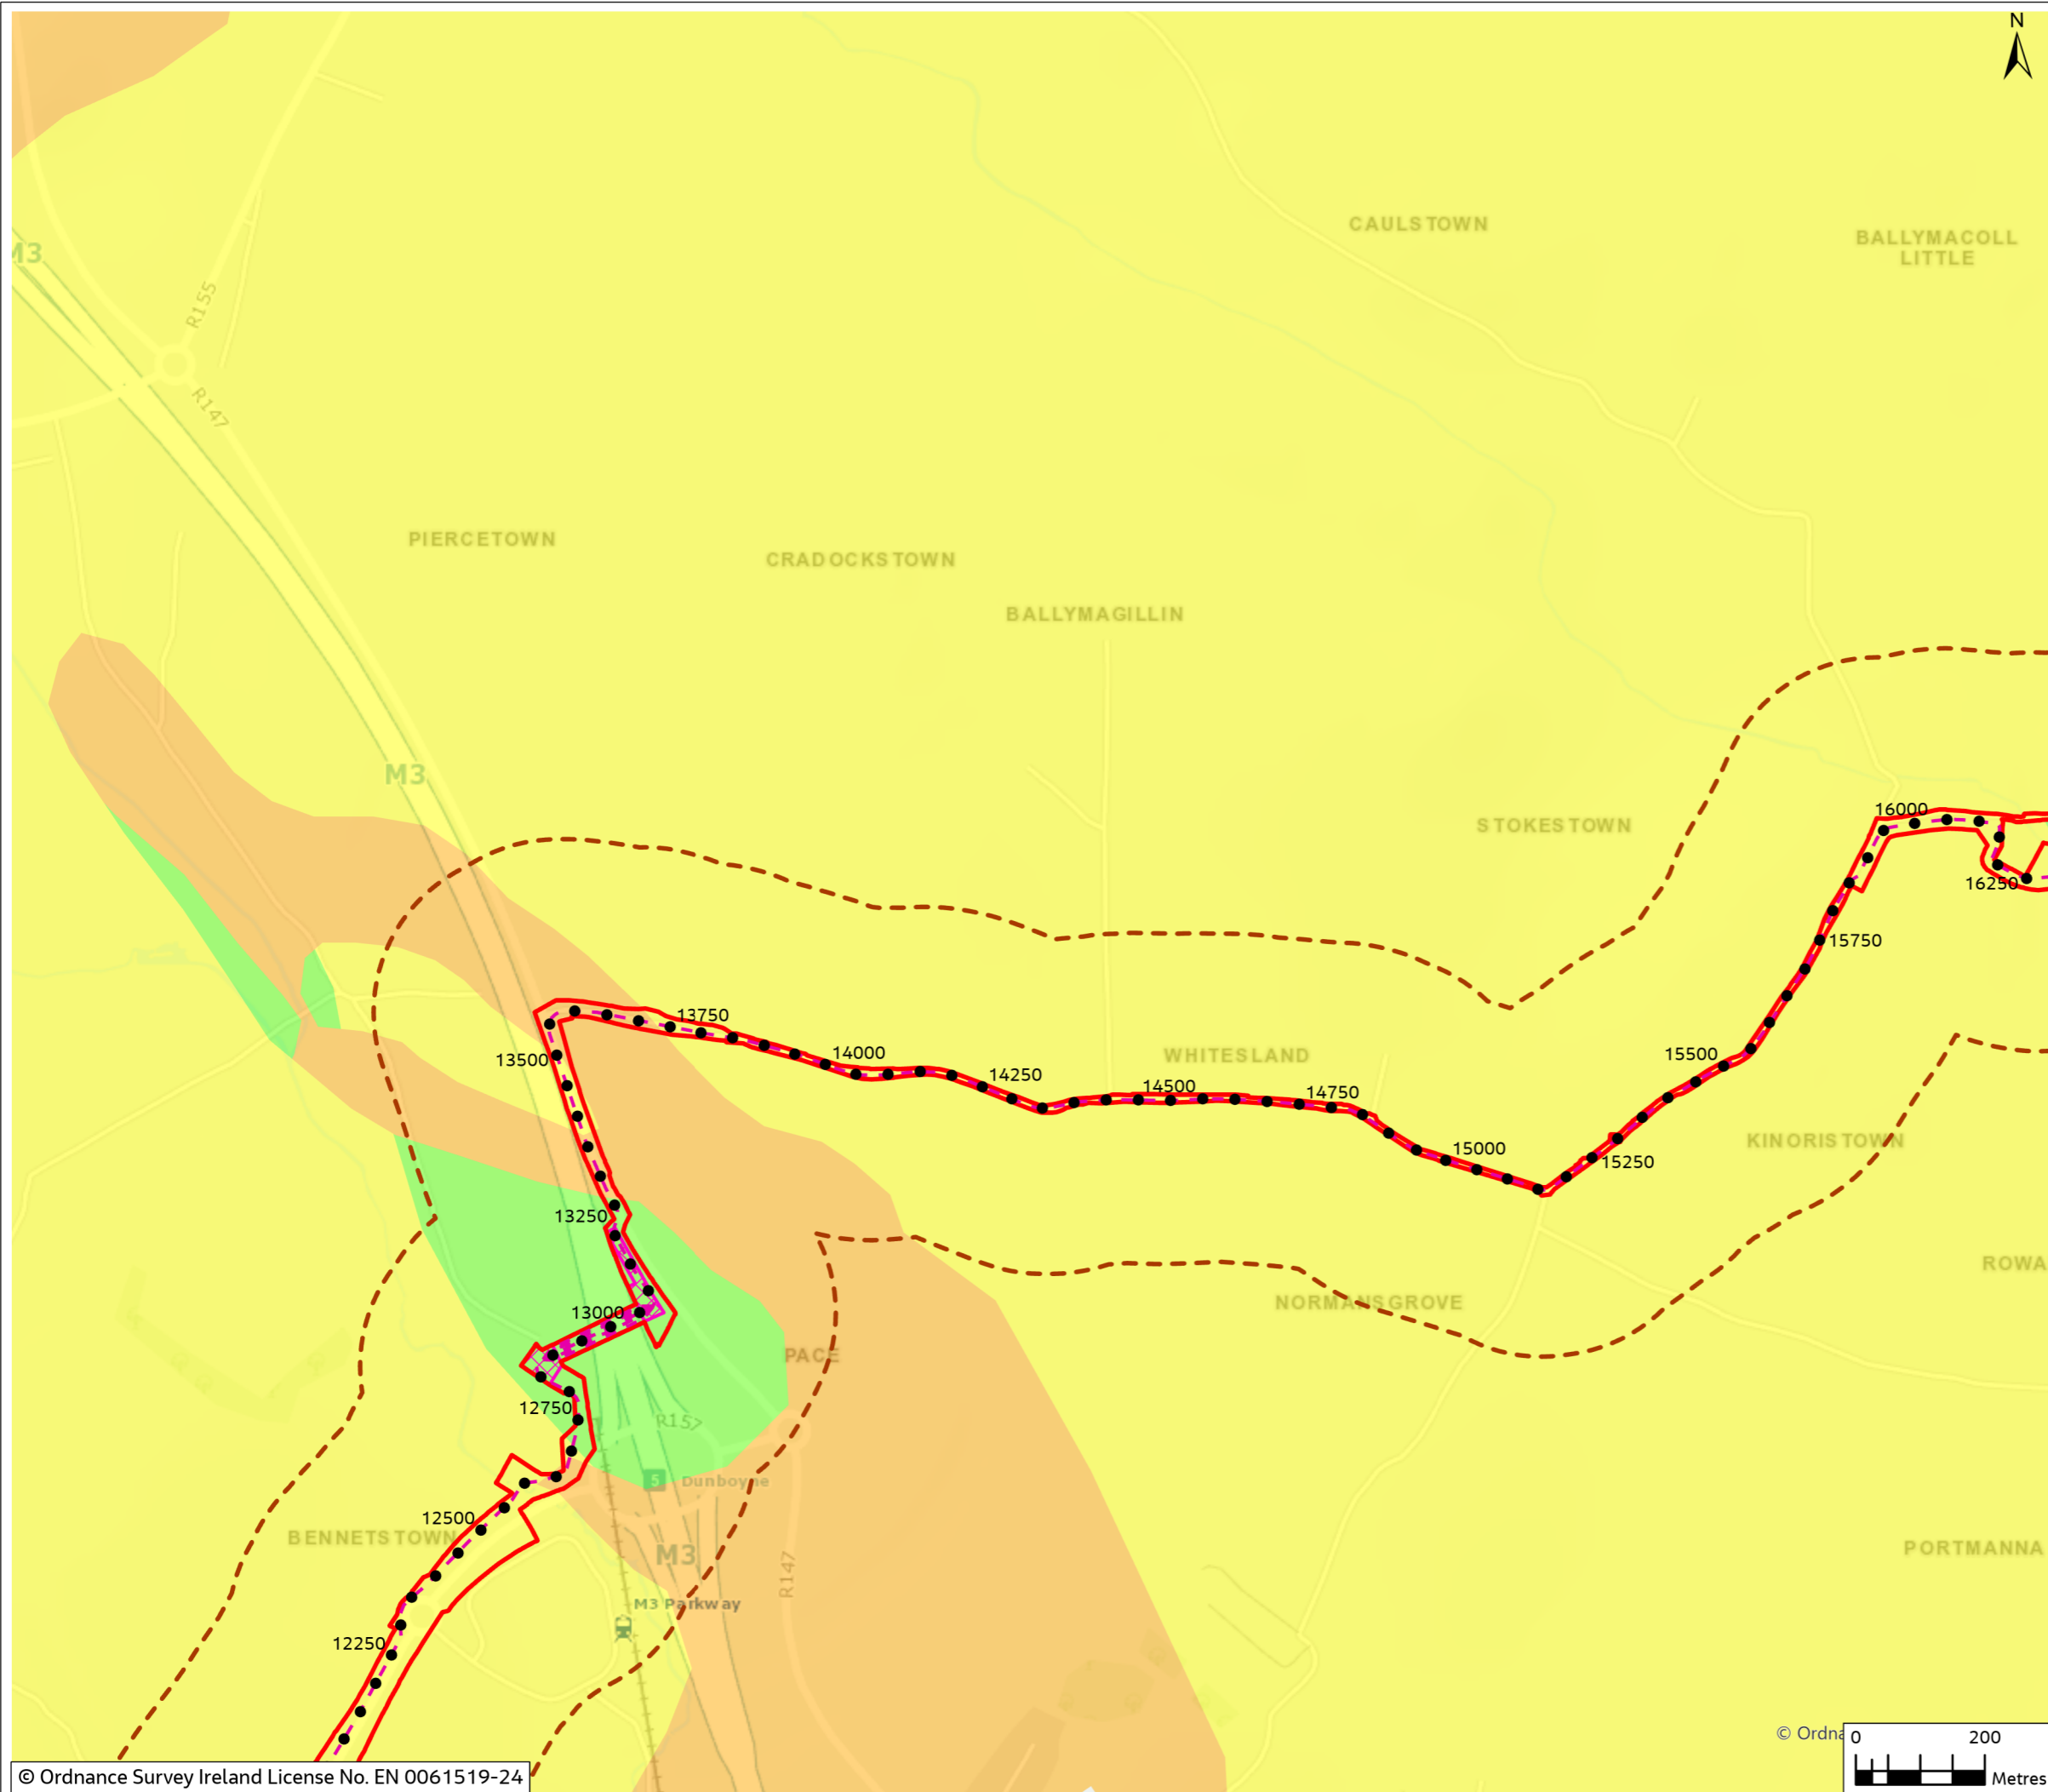 N
CAULSTOWN
BALLYMACOLL
LITTLE
M3
R155
R147
PIERCETOWN
CRADOCKSTOWN
BALLYMAGILLIN
M3
STOKESTOWN
16000
16250
15750
13750
13500
14000
WHITESLAND
15500
14250
14500
14750
15000
KINORISTOWN
15250
13250
ROWA
NORMANSGROVE
13000
PACE
12750
R157
5 Dunboyne
12500
BENNETSTOWN
M3
R147
PORTMANNA
M3 Parkway
12250
© Ordna
0 200
Metres
© Ordnance Survey Ireland License No. EN 0061519-24